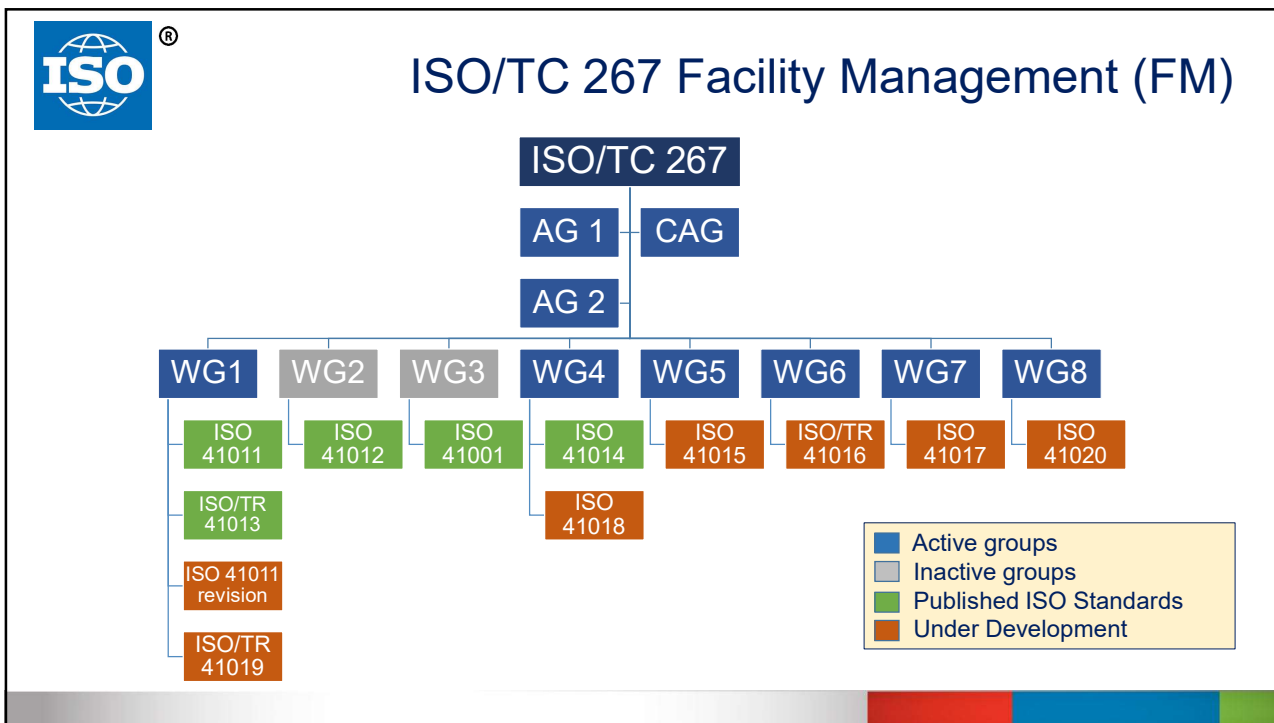 ISO
®
ISO/TC 267 Facility Management (FM)
ISO/TC 267
AG 1
CAG
AG 2
WG1
WG2
WG3
WG4
WG5
WG6
WG7
WG8
ISO
41011
ISO
41012
ISO
41001
ISO
41014
ISO
41015
ISO/TR
41016
ISO
41017
ISO
41020
ISO/TR
41013
ISO
41018
ISO 41011
revision
ISO/TR
41019
Active groups
Inactive groups
Published ISO Standards
Under Development